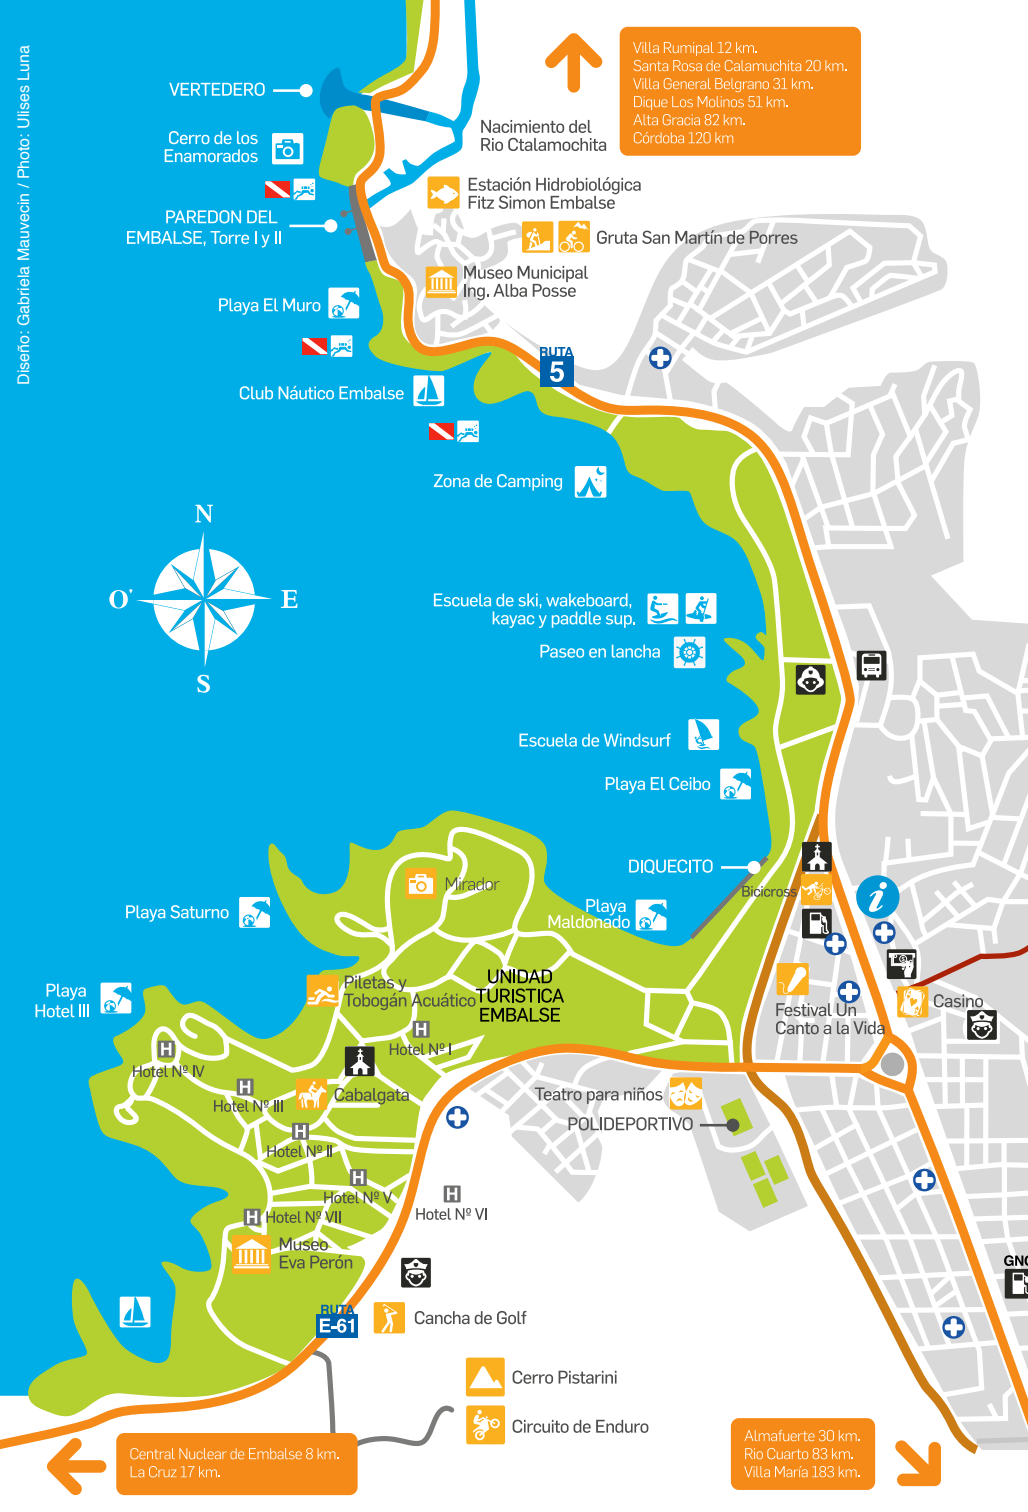 Diseño: Gabriela Mauvecin / Photo: Ulises Luna
Villa Rumipal 12 km.
Santa Rosa de Calamuchita 20 km.
Villa General Belgrano 31 km.
Dique Los Molinos 51 km.
Alta Gracia 82 km.
Córdoba 120 km
VERTEDERO
Nacimiento del
Rio Ctalamochita
Cerro de los
Enamorados
Estación Hidrobiológica
Fitz Simon Embalse
PAREDON DEL
EMBALSE, Torre I y II
Gruta San Martín de Porres
Museo Municipal
Ing. Alba Posse
Playa El Muro
RUTA
5
Club Náutico Embalse
Zona de Camping
N
O'
E
S
Escuela de ski, wakeboard,
kayac y paddle sup.
Paseo en lancha
Escuela de Windsurf
Playa El Ceibo
DIQUECITO
Mirador
Bicicross
i
Playa
Maldonado
Playa Saturno
Piletas y
Tobogán Acuático
UNIDAD
TURISTICA
EMBALSE
Playa
Hotel III
Festival Un
Canto a la Vida
Casino
H
Hotel Nº I
H
Hotel Nº IV
H
Hotel Nº III
Cabalgata
Teatro para niños
POLIDEPORTIVO
H
Hotel Nº II
H
Hotel Nº V
H
Hotel Nº VI
H
Hotel Nº VII
Museo
Eva Perón
GNC
RUTA
E-61
Cancha de Golf
Cerro Pistarini
Circuito de Enduro
Central Nuclear de Embalse 8 km.
La Cruz 17 km.
Almafuerte 30 km.
Rio Cuarto 83 km.
Villa María 183 km.